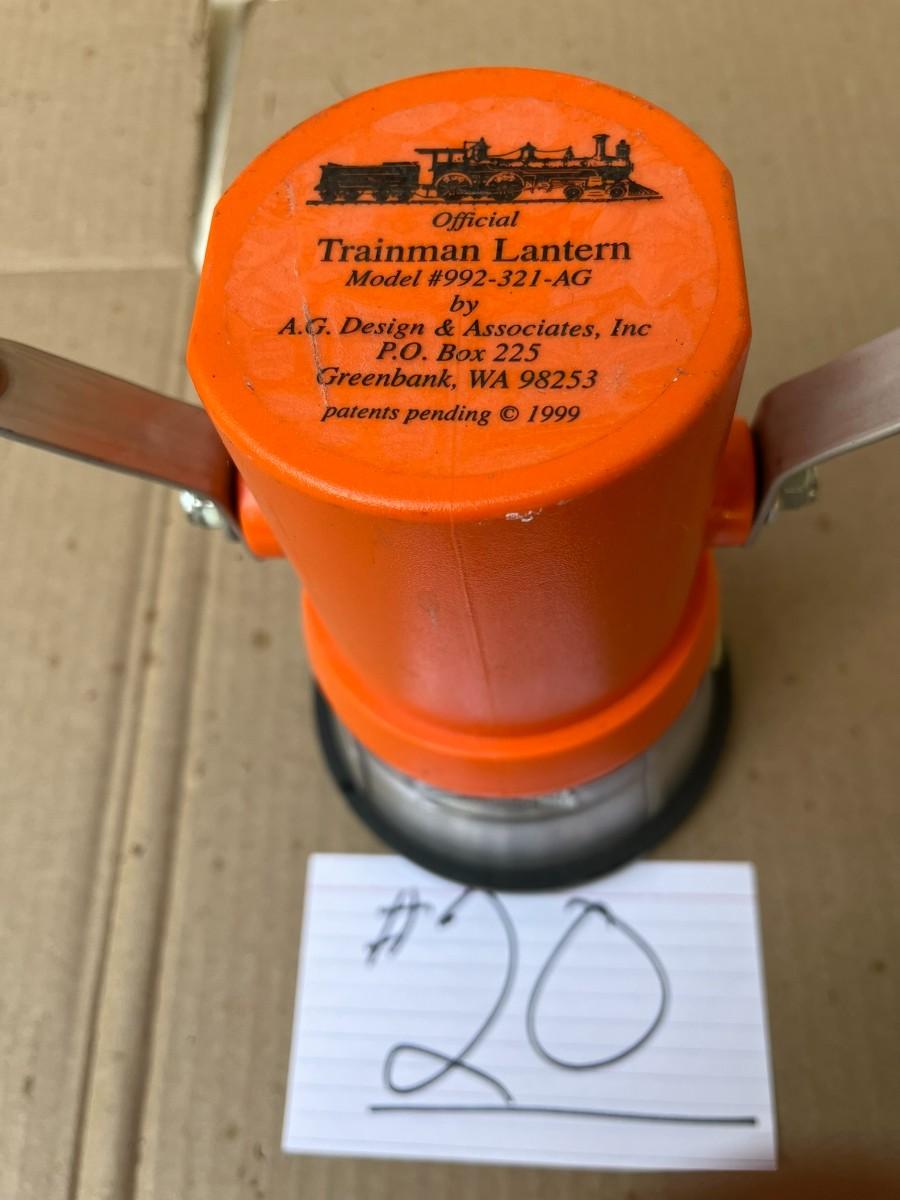 Official
Trainman Lantern
Model #992-321-AG
by
A.G. Design & Associates, Inc
P.O. Box 225
Greenbank, WA 98253
patents pending © 1999
#20